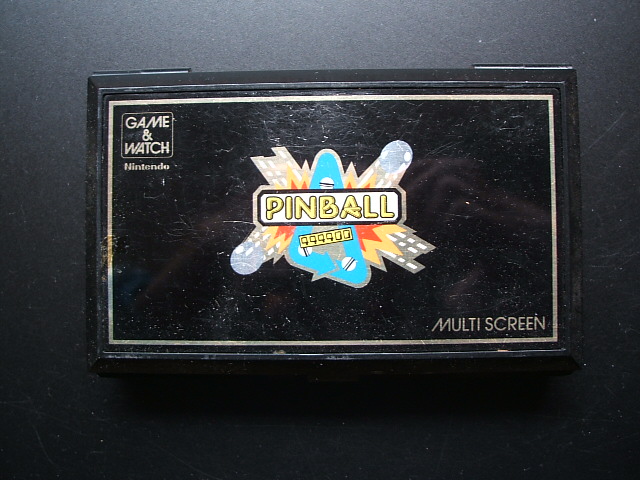 GAME
&
WATCH
Nintendo
PINBALL
MULTI SCREEN